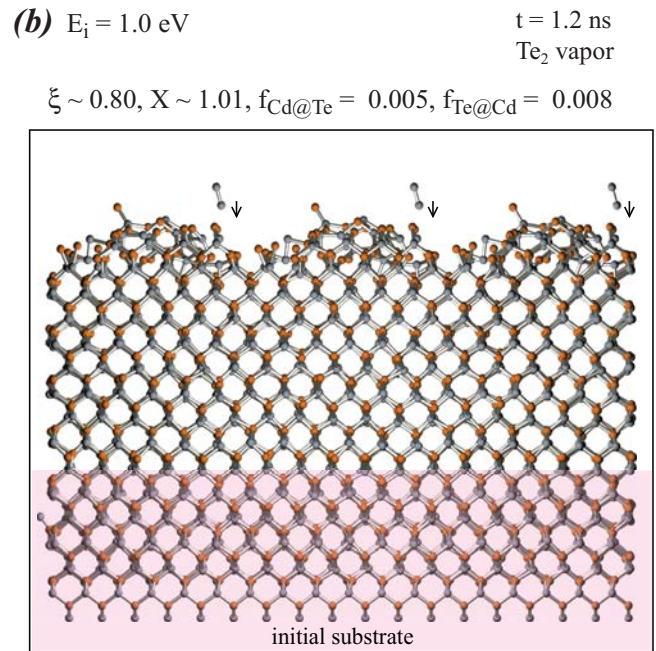 (b) Eᵢ = 1.0 eV
t = 1.2 ns
Te₂ vapor
ξ ~ 0.80, X ~ 1.01, f_Cd@Te = 0.005, f_Te@Cd = 0.008
initial substrate